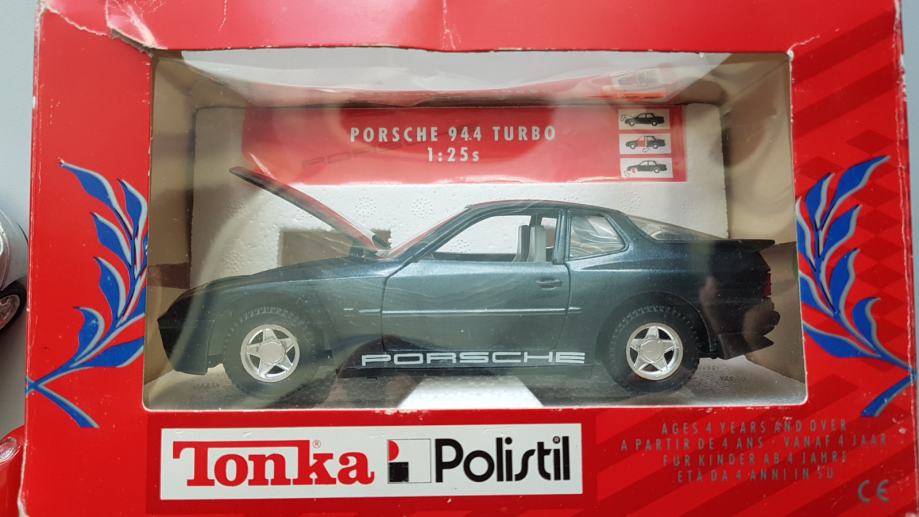 PORSCHE 944 TURBO
1:25s
PORSCHE
Tonka® Polistil
AGES 4 YEARS AND OVER
A PARTIR DE 4 ANS - VANAF 4 JAAR
FUR KINDER AB 4 JAHRE
ETÀ DA 4 ANNI IN SU
CE